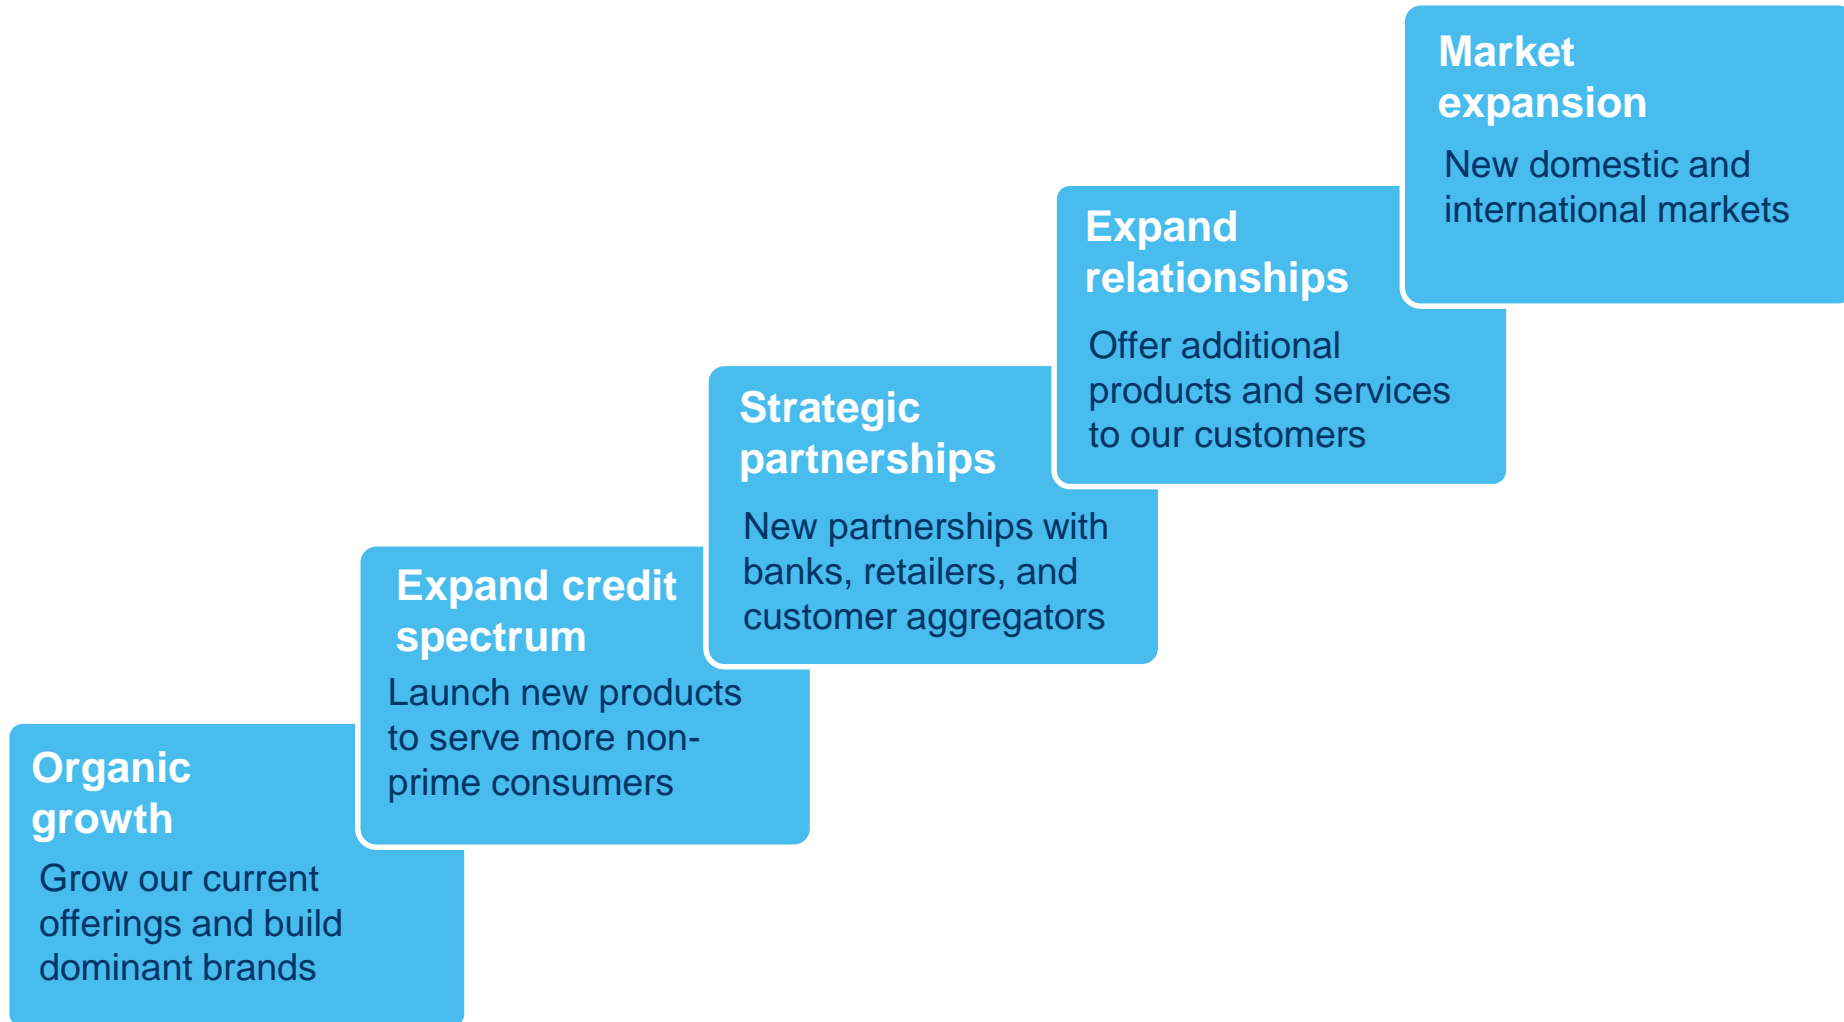 Market
expansion
New domestic and
international markets
Expand
relationships
Offer additional
products and services
to our customers
Strategic
partnerships
New partnerships with
banks, retailers, and
customer aggregators
Expand credit
spectrum
Launch new products
to serve more non-
prime consumers
Organic
growth
Grow our current
offerings and build
dominant brands